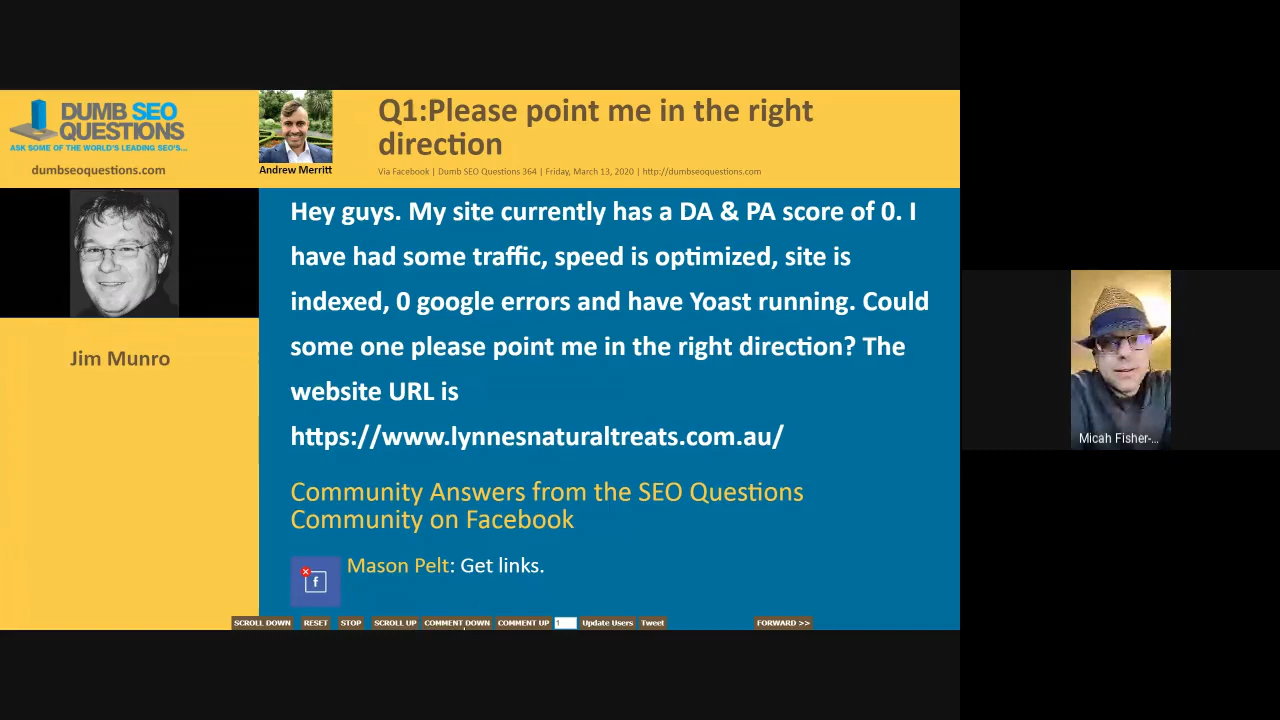 DUMB SEO
QUESTIONS
ASK SOME OF THE WORLD'S LEADING SEO'S...
dumbseoquestions.com
Andrew Merritt
Q1:Please point me in the right
direction
Via Facebook | Dumb SEO Questions 364 | Friday, March 13, 2020 | http://dumbseoquestions.com
Jim Munro
Hey guys. My site currently has a DA & PA score of 0. I
have had some traffic, speed is optimized, site is
indexed, 0 google errors and have Yoast running. Could
some one please point me in the right direction? The
website URL is
https://www.lynnesnaturaltreats.com.au/
Community Answers from the SEO Questions
Community on Facebook
f
Mason Pelt: Get links.
SCROLL DOWN RESET STOP SCROLL UP COMMENT DOWN COMMENT UP 1 Update Users Tweet FORWARD >>
Micah Fisher-...